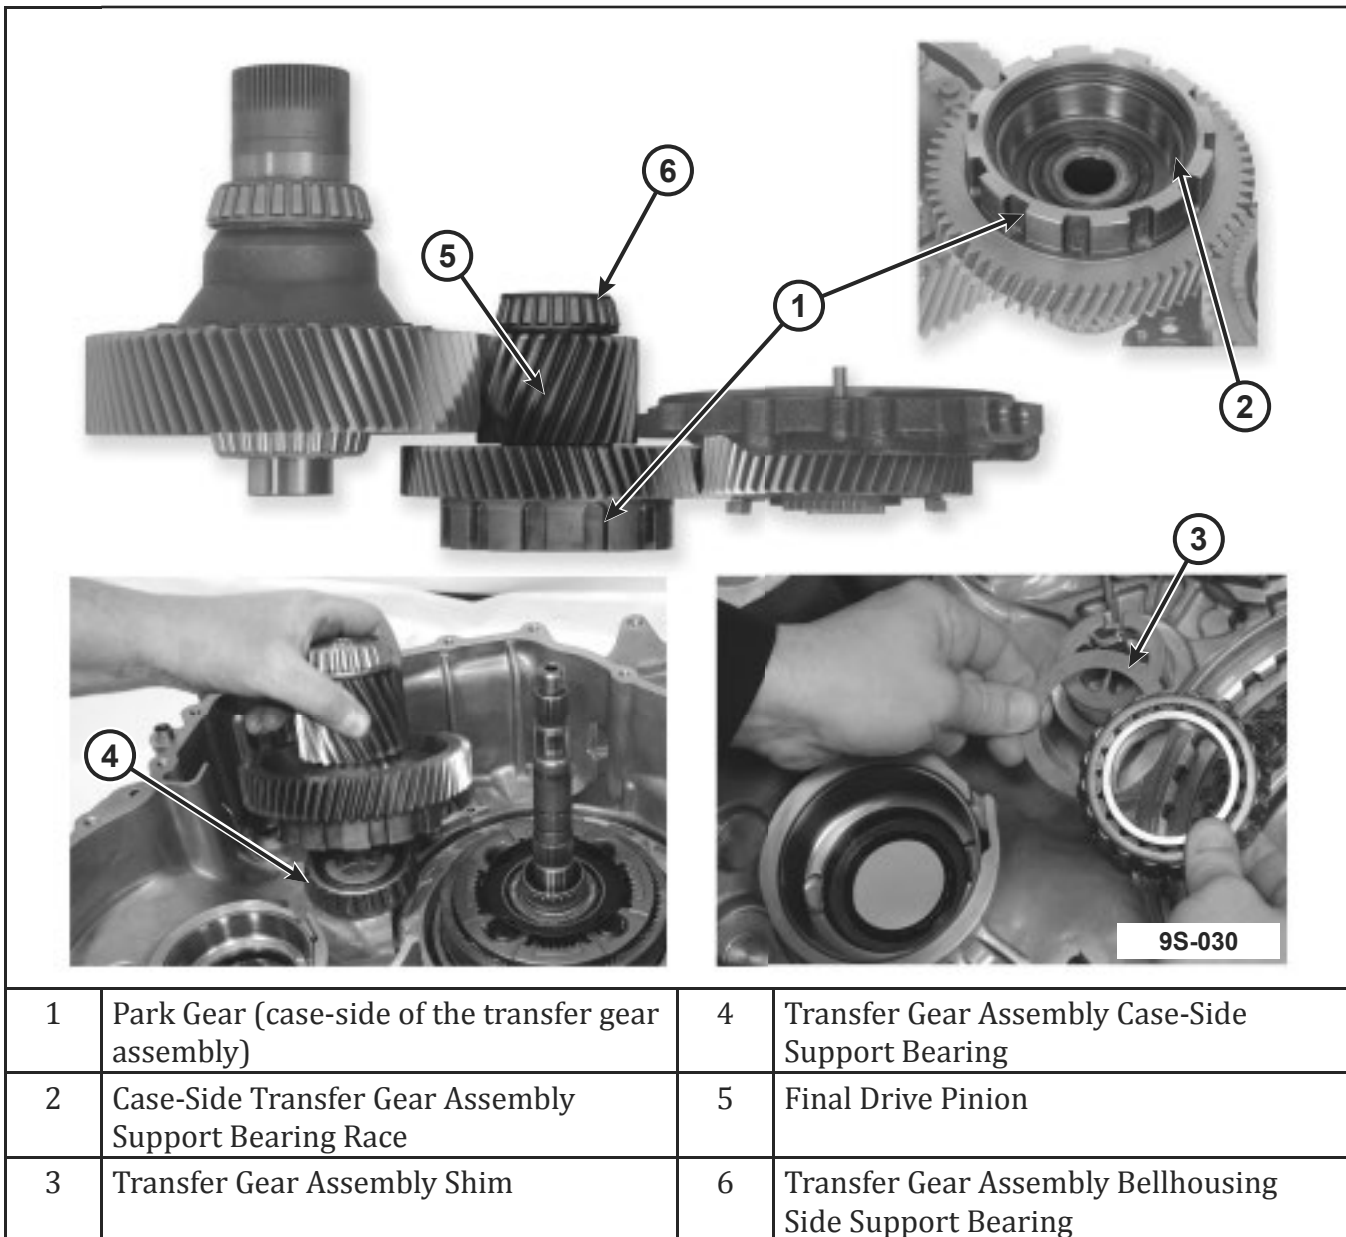 6
5
1
2
3
4
9S-030
1 Park Gear (case-side of the transfer gear
assembly)
4 Transfer Gear Assembly Case-Side
Support Bearing
2 Case-Side Transfer Gear Assembly
Support Bearing Race
5 Final Drive Pinion
3 Transfer Gear Assembly Shim
6 Transfer Gear Assembly Bellhousing
Side Support Bearing